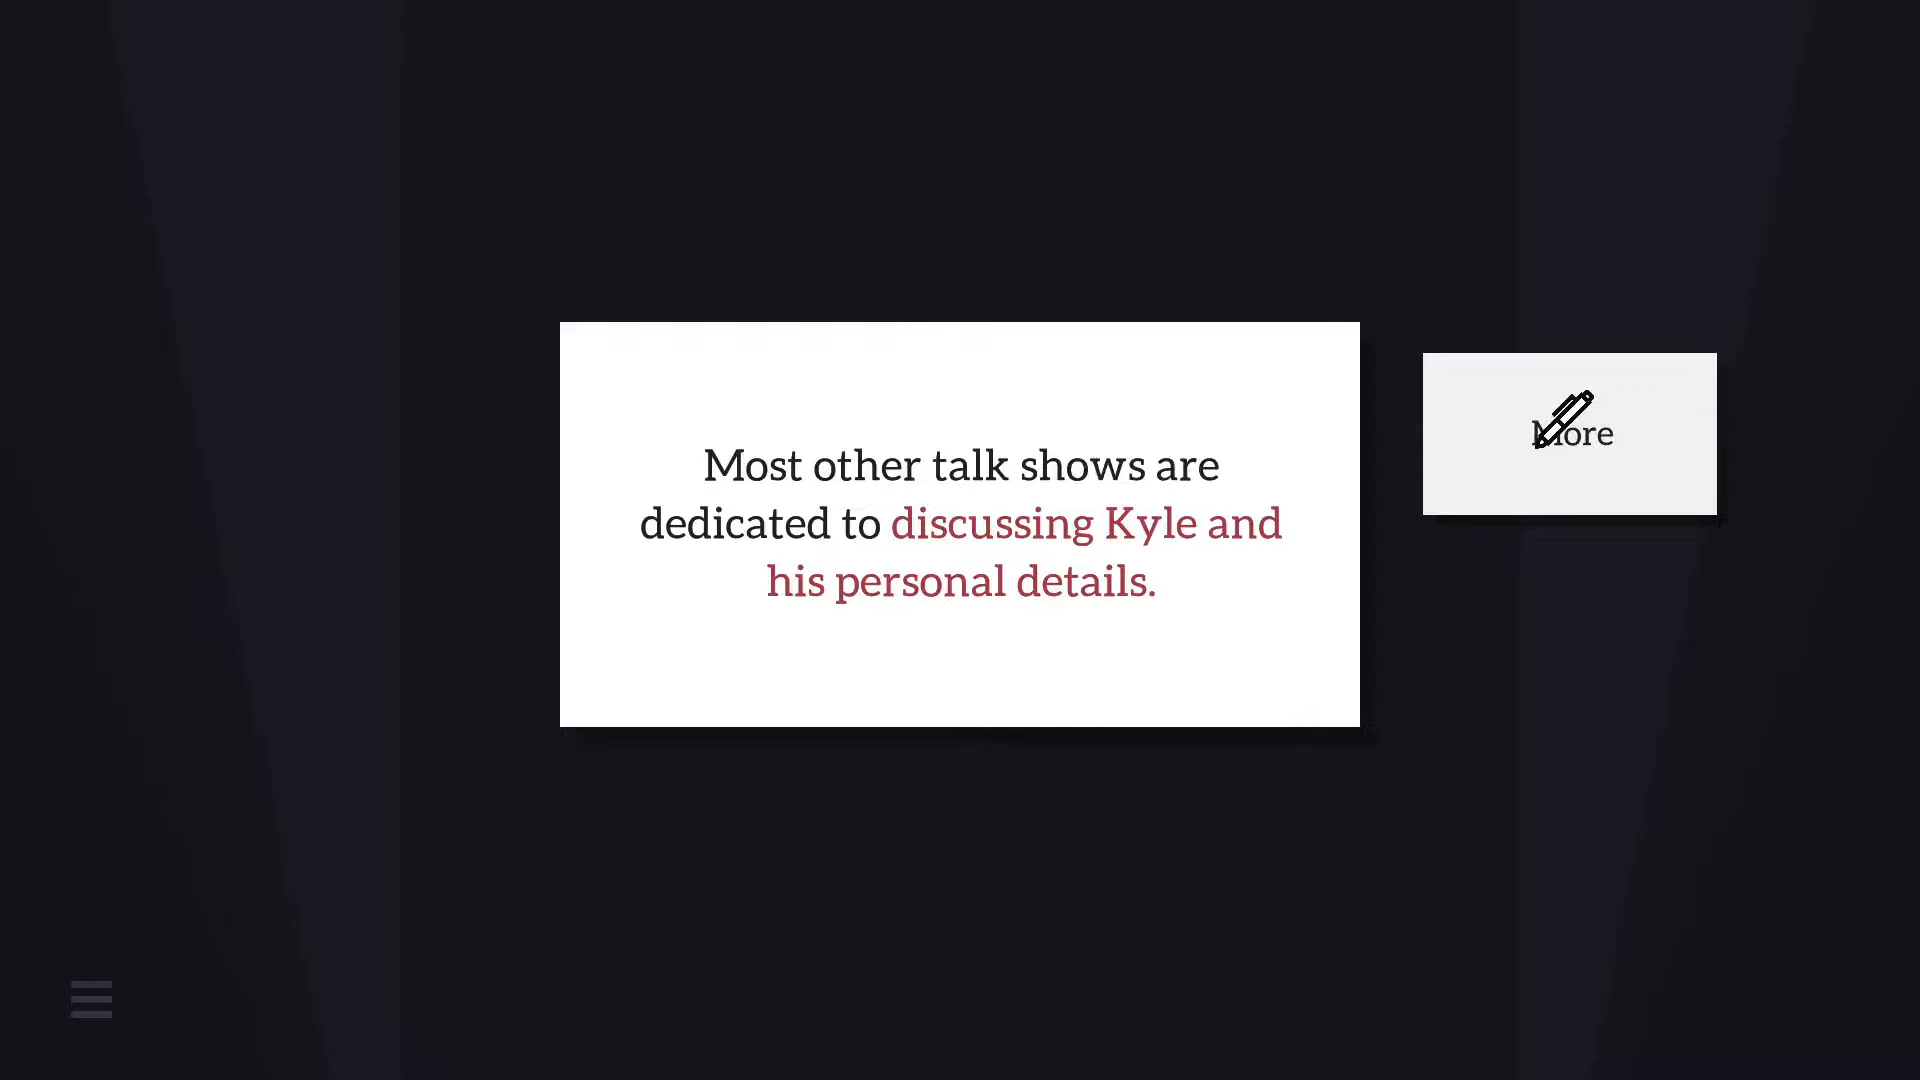 Most other talk shows are
dedicated to discussing Kyle and
his personal details.
More